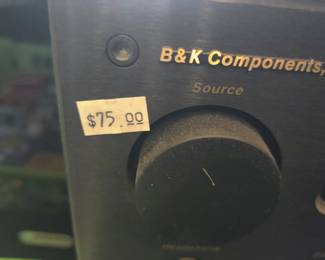 B&K Components,
Source
$75.00